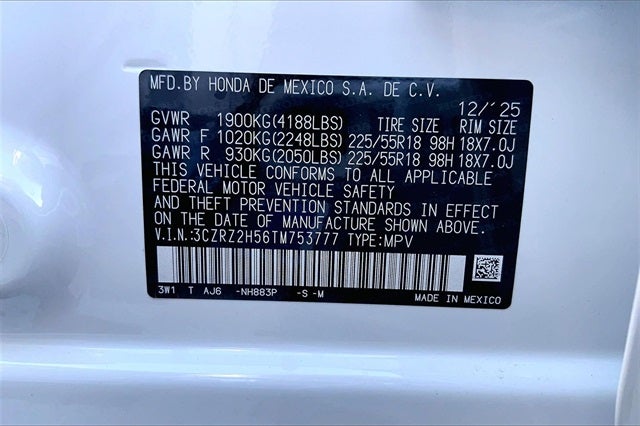 MFD.BY HONDA DE MEXICO S.A. DE C.V.
12/´25
GVWR 1900KG(4188LBS) TIRE SIZE RIM SIZE
GAWR F 1020KG(2248LBS) 225/55R18 98H 18X7.0J
GAWR R 930KG(2050LBS) 225/55R18 98H 18X7.0J
THIS VEHICLE CONFORMS TO ALL APPLICABLE
FEDERAL MOTOR VEHICLE SAFETY
AND THEFT PREVENTION STANDARDS IN EFFECT
ON THE DATE OF MANUFACTURE SHOWN ABOVE.
V.I.N.:3CZRZ2H56TM753777 TYPE:MPV
3W1 T AJ6 -NH883P -S -M MADE IN MEXICO